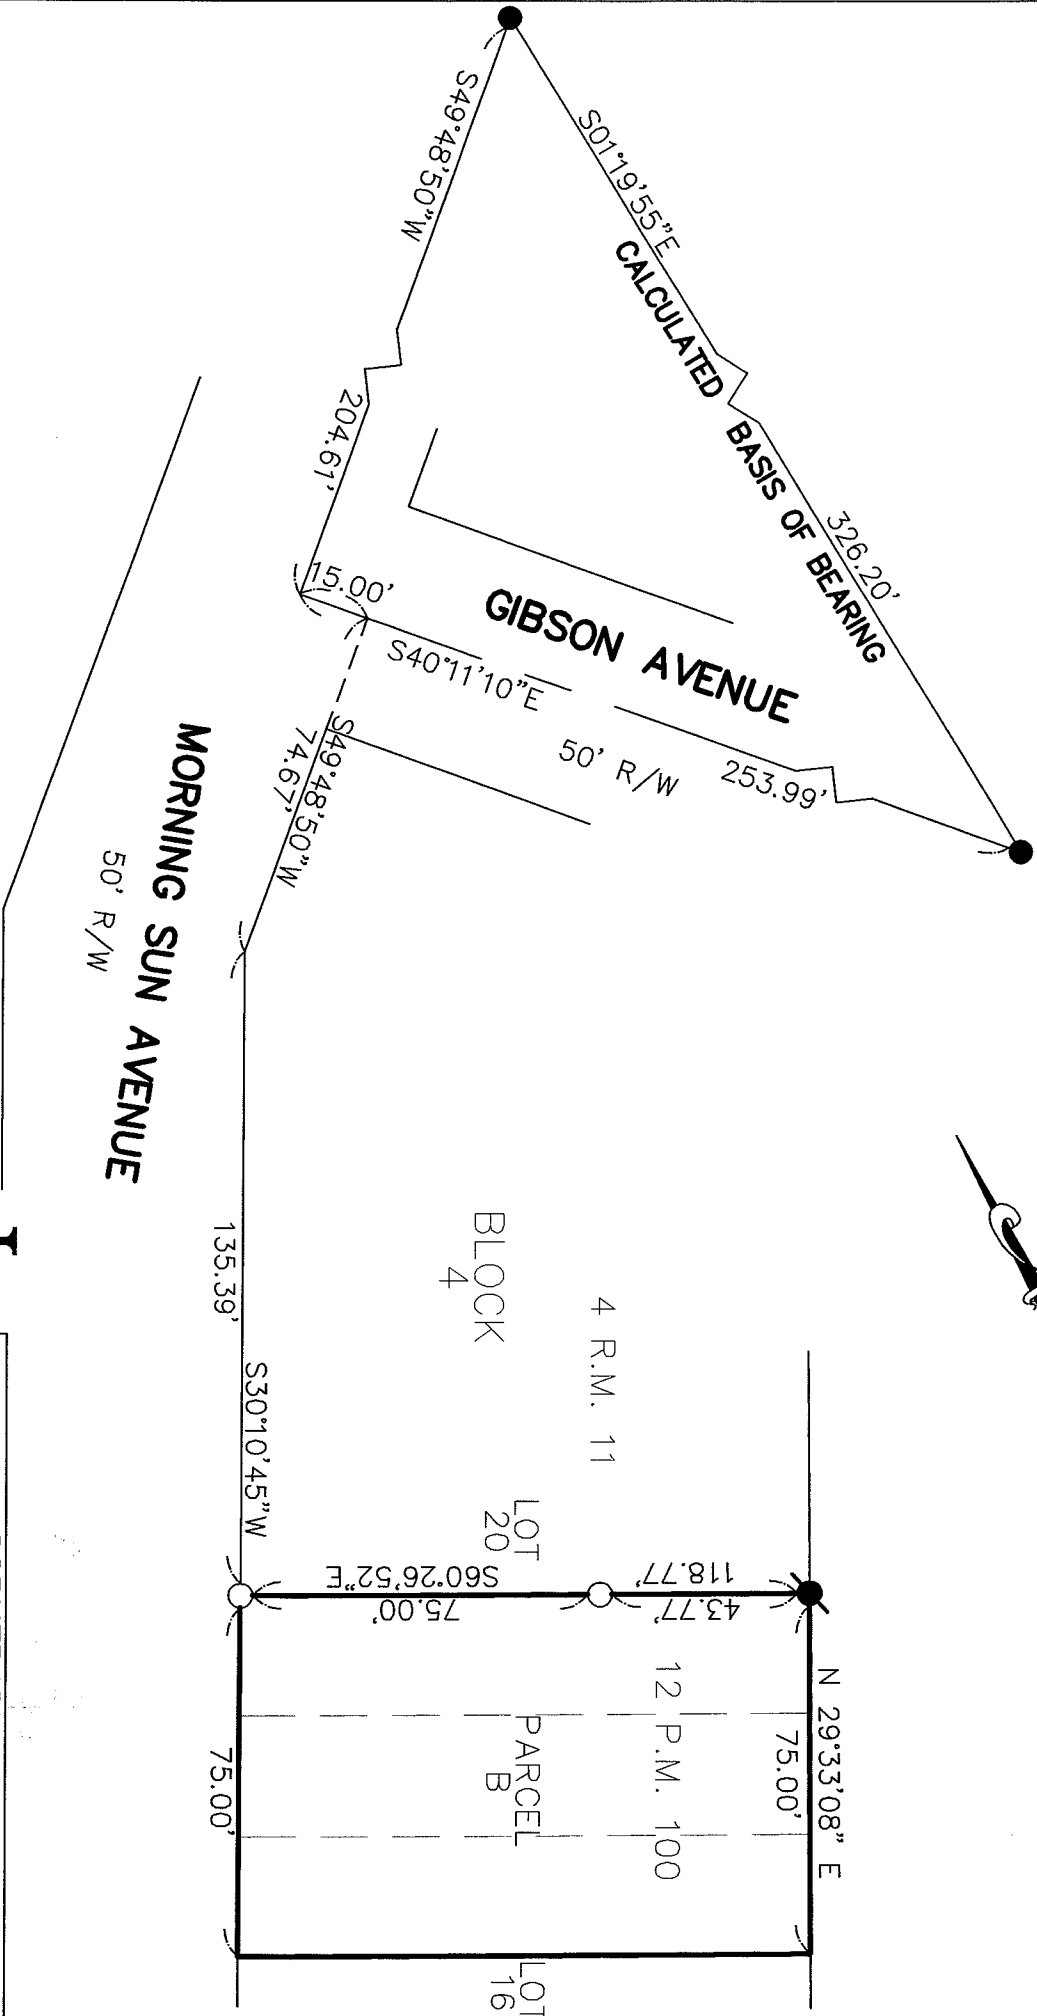 S49°48'50"W
204.61'
S01°19'55"E
326.20'
CALCULATED BASIS OF BEARING
15.00'
S40°11'10"E
253.99'
GIBSON AVENUE
50' R/W
S49°48'50"W
74.67'
MORNING SUN AVENUE
50' R/W
135.39'
S30°10'45"W
BLOCK
4
4 R.M. 11
LOT
20
S60°26'52"E
118.77'
75.00'
43.77'
N 29°33'08" E
75.00'
12 P.M. 100
PARCEL
B
75.00'
LOT
16